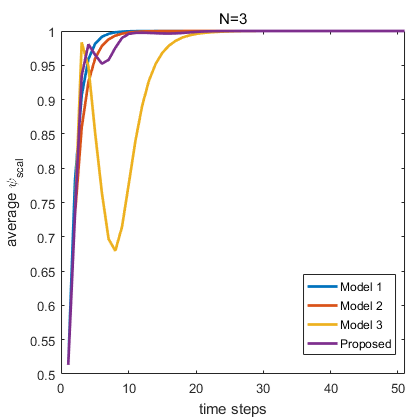 N=3
1
0.95
0.9
0.85
0.8
0.75
0.7
0.65
0.6
0.55
0.5
average ψ_scal
0 10 20 30 40 50
time steps
Model 1
Model 2
Model 3
Proposed